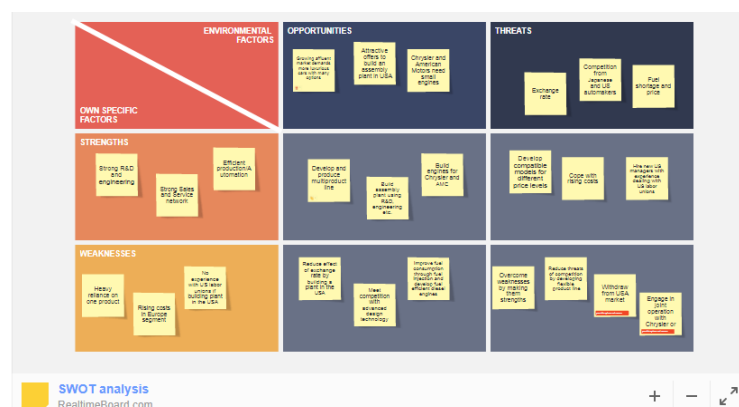 ENVIRONMENTAL
FACTORS
OWN SPECIFIC
FACTORS
OPPORTUNITIES
Growing affluent
market demands
more luxurious
cars with many
options
Attractive
offers to
build an
assembly
plant in USA
Chrysler and
American
Motors need
small
engines
THREATS
Exchange
rate
Competition
from
Japanese
and US
automakers
Fuel
shortage and
price
STRENGTHS
Strong R&D
and
engineering
Strong Sales
and Service
network
Efficient
production/A
utomation
Develop and
produce
multiproduct
line
Build
assembly
plant using
R&D,
engineering
etc.
Build
engines for
Chrysler and
AMC
Develop
compatible
models for
different
price levels
Cope with
rising costs
Hire new US
managers with
experience
dealing with
US labor
unions
WEAKNESSES
Heavy
reliance on
one product
Rising costs
in Europe
segment
No
experience
with US labor
unions if
building plant
in the USA
Reduce effect
of exchange
rate by
building a
plant in the
USA
Meet
competition
with
advanced
design
technology
Improve fuel
consumption
through fuel
injection and
develop fuel
efficient diesel
engines
Overcome
weaknesses
by making
them
strengths
Reduce threats
of competition
by developing
flexible
product line
Withdraw
from USA
market
Engage in
joint
operation
with
Chrysler or
SWOT analysis
RealtimeBoard.com